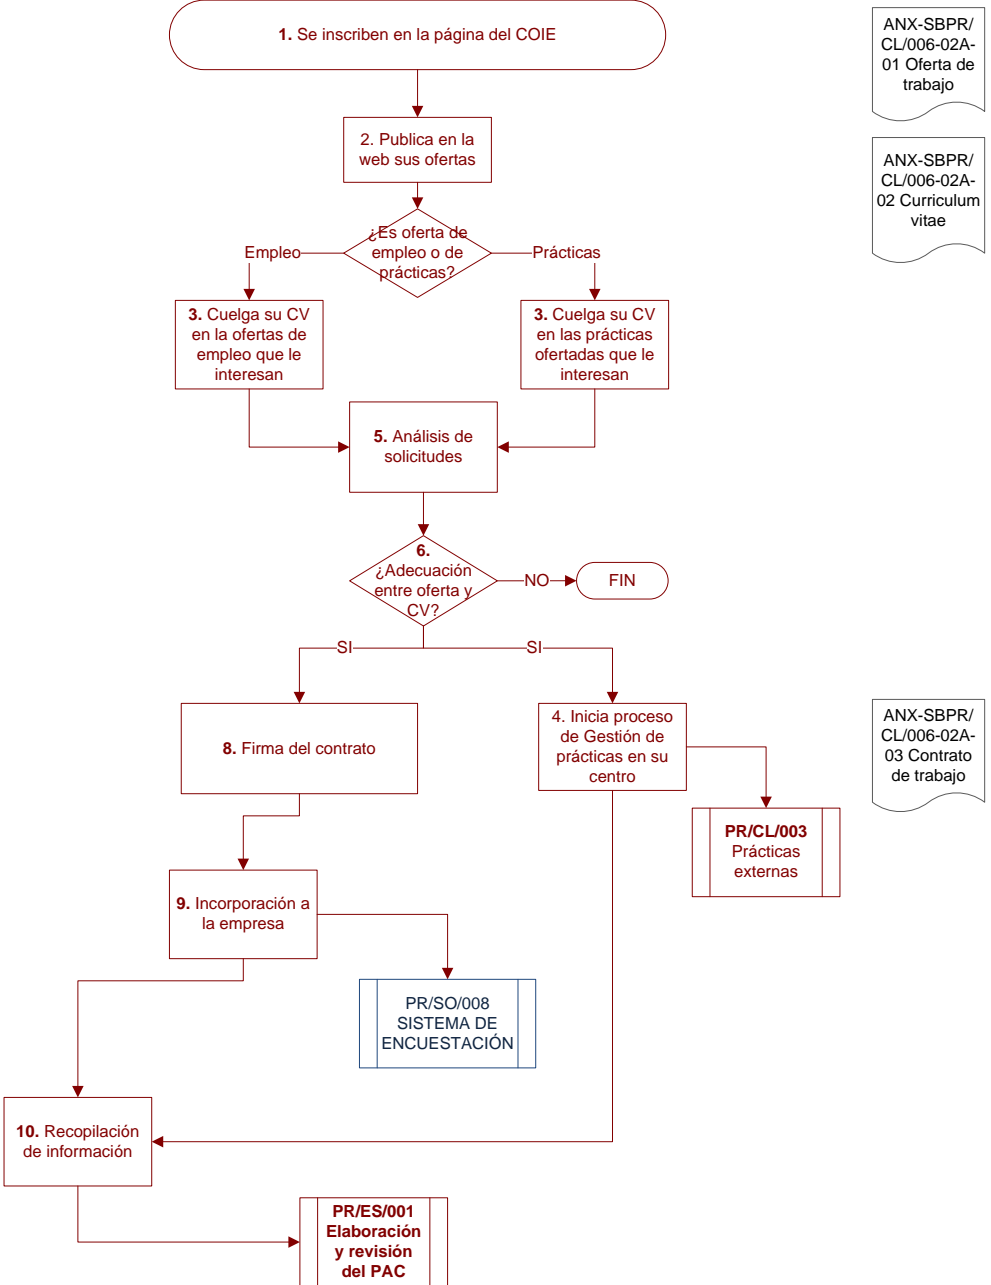 1. Se inscriben en la página del COIE
ANX-SBPR/
CL/006-02A-
01 Oferta de
trabajo
2. Publica en la
web sus ofertas
ANX-SBPR/
CL/006-02A-
02 Curriculum
vitae
¿Es oferta de
empleo o de
prácticas?
Empleo
Prácticas
3. Cuelga su CV
en la ofertas de
empleo que le
interesan
3. Cuelga su CV
en las prácticas
ofertadas que le
interesan
5. Análisis de
solicitudes
6.
¿Adecuación
entre oferta y
CV?
NO
FIN
SI
SI
8. Firma del contrato
4. Inicia proceso
de Gestión de
prácticas en su
centro
ANX-SBPR/
CL/006-02A-
03 Contrato
de trabajo
PR/CL/003
Prácticas
externas
9. Incorporación a
la empresa
PR/SO/008
SISTEMA DE
ENCUESTACIÓN
10. Recopilación
de información
PR/ES/001
Elaboración
y revisión
del PAC